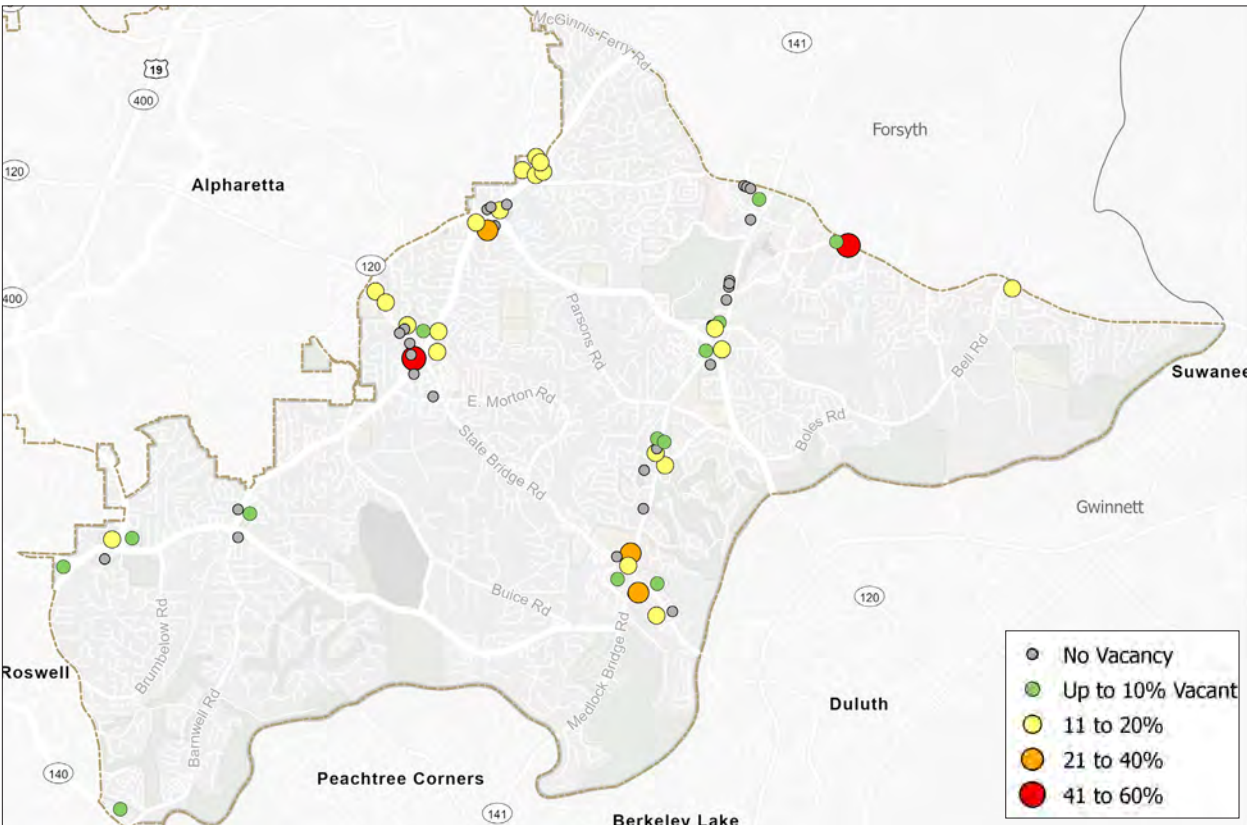 McGinnis Ferry Rd
141
19
400
Forsyth
120
Alpharetta
120
400
Parsons Rd
Bell Rd
Suwanee
E. Morton Rd
Boles Rd
State Bridge Rd
Gwinnett
Buice Rd
120
Brumbelow Rd
Medlock Bridge Rd
Roswell
Barnwell Rd
Duluth
140
Peachtree Corners
141
Berkeley Lake
No Vacancy
Up to 10% Vacant
11 to 20%
21 to 40%
41 to 60%